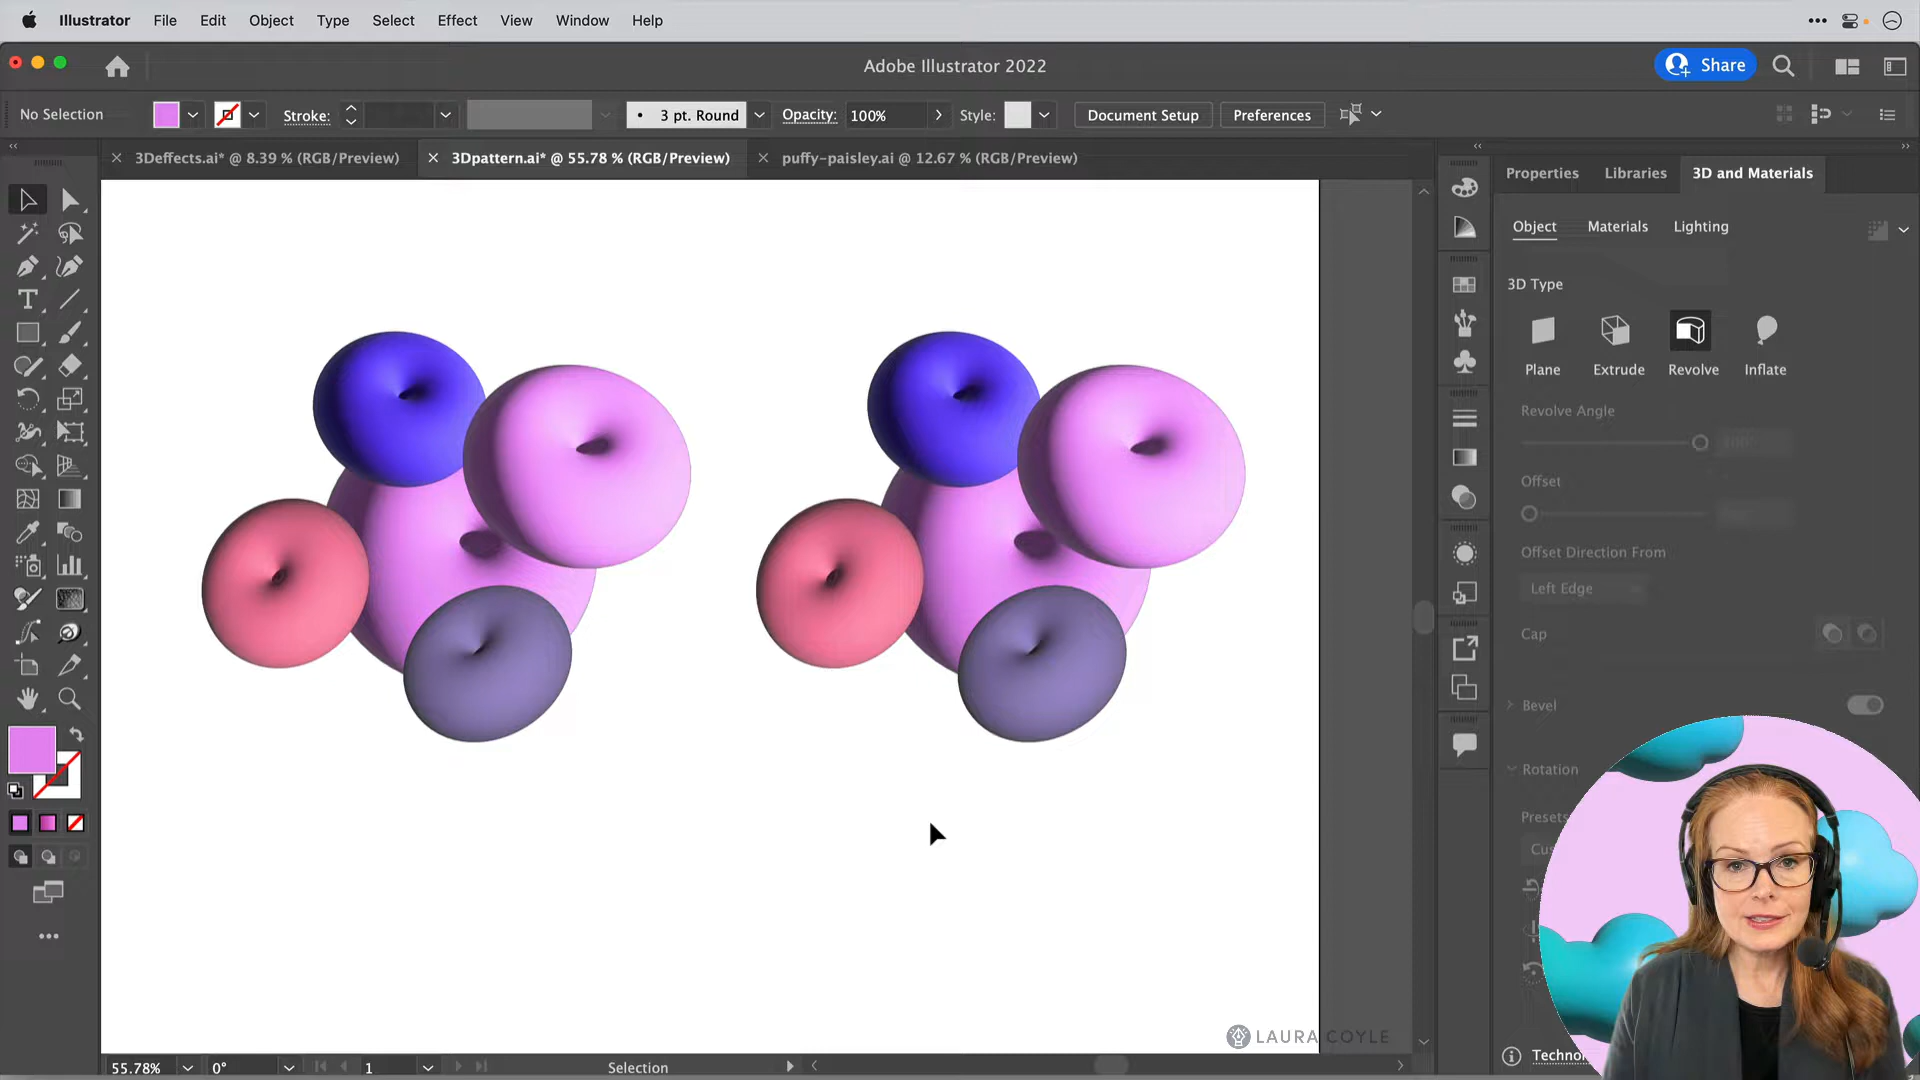 Illustrator File Edit Object Type Select Effect View Window Help
Adobe Illustrator 2022
Share
No Selection
Stroke:
3 pt. Round
Opacity: 100%
Style:
Document Setup
Preferences
3Deffects.ai* @ 8.39 % (RGB/Preview)
3Dpattern.ai* @ 55.78 % (RGB/Preview)
puffy-paisley.ai @ 12.67 % (RGB/Preview)
Properties Libraries 3D and Materials
Object Materials Lighting
3D Type
Plane Extrude Revolve Inflate
Revolve Angle
Offset
Offset Direction From
Left Edge
Cap
Bevel
Rotation
Presets
Cus
LAURA COYLE
Techno
55.78% 0° 1 Selection